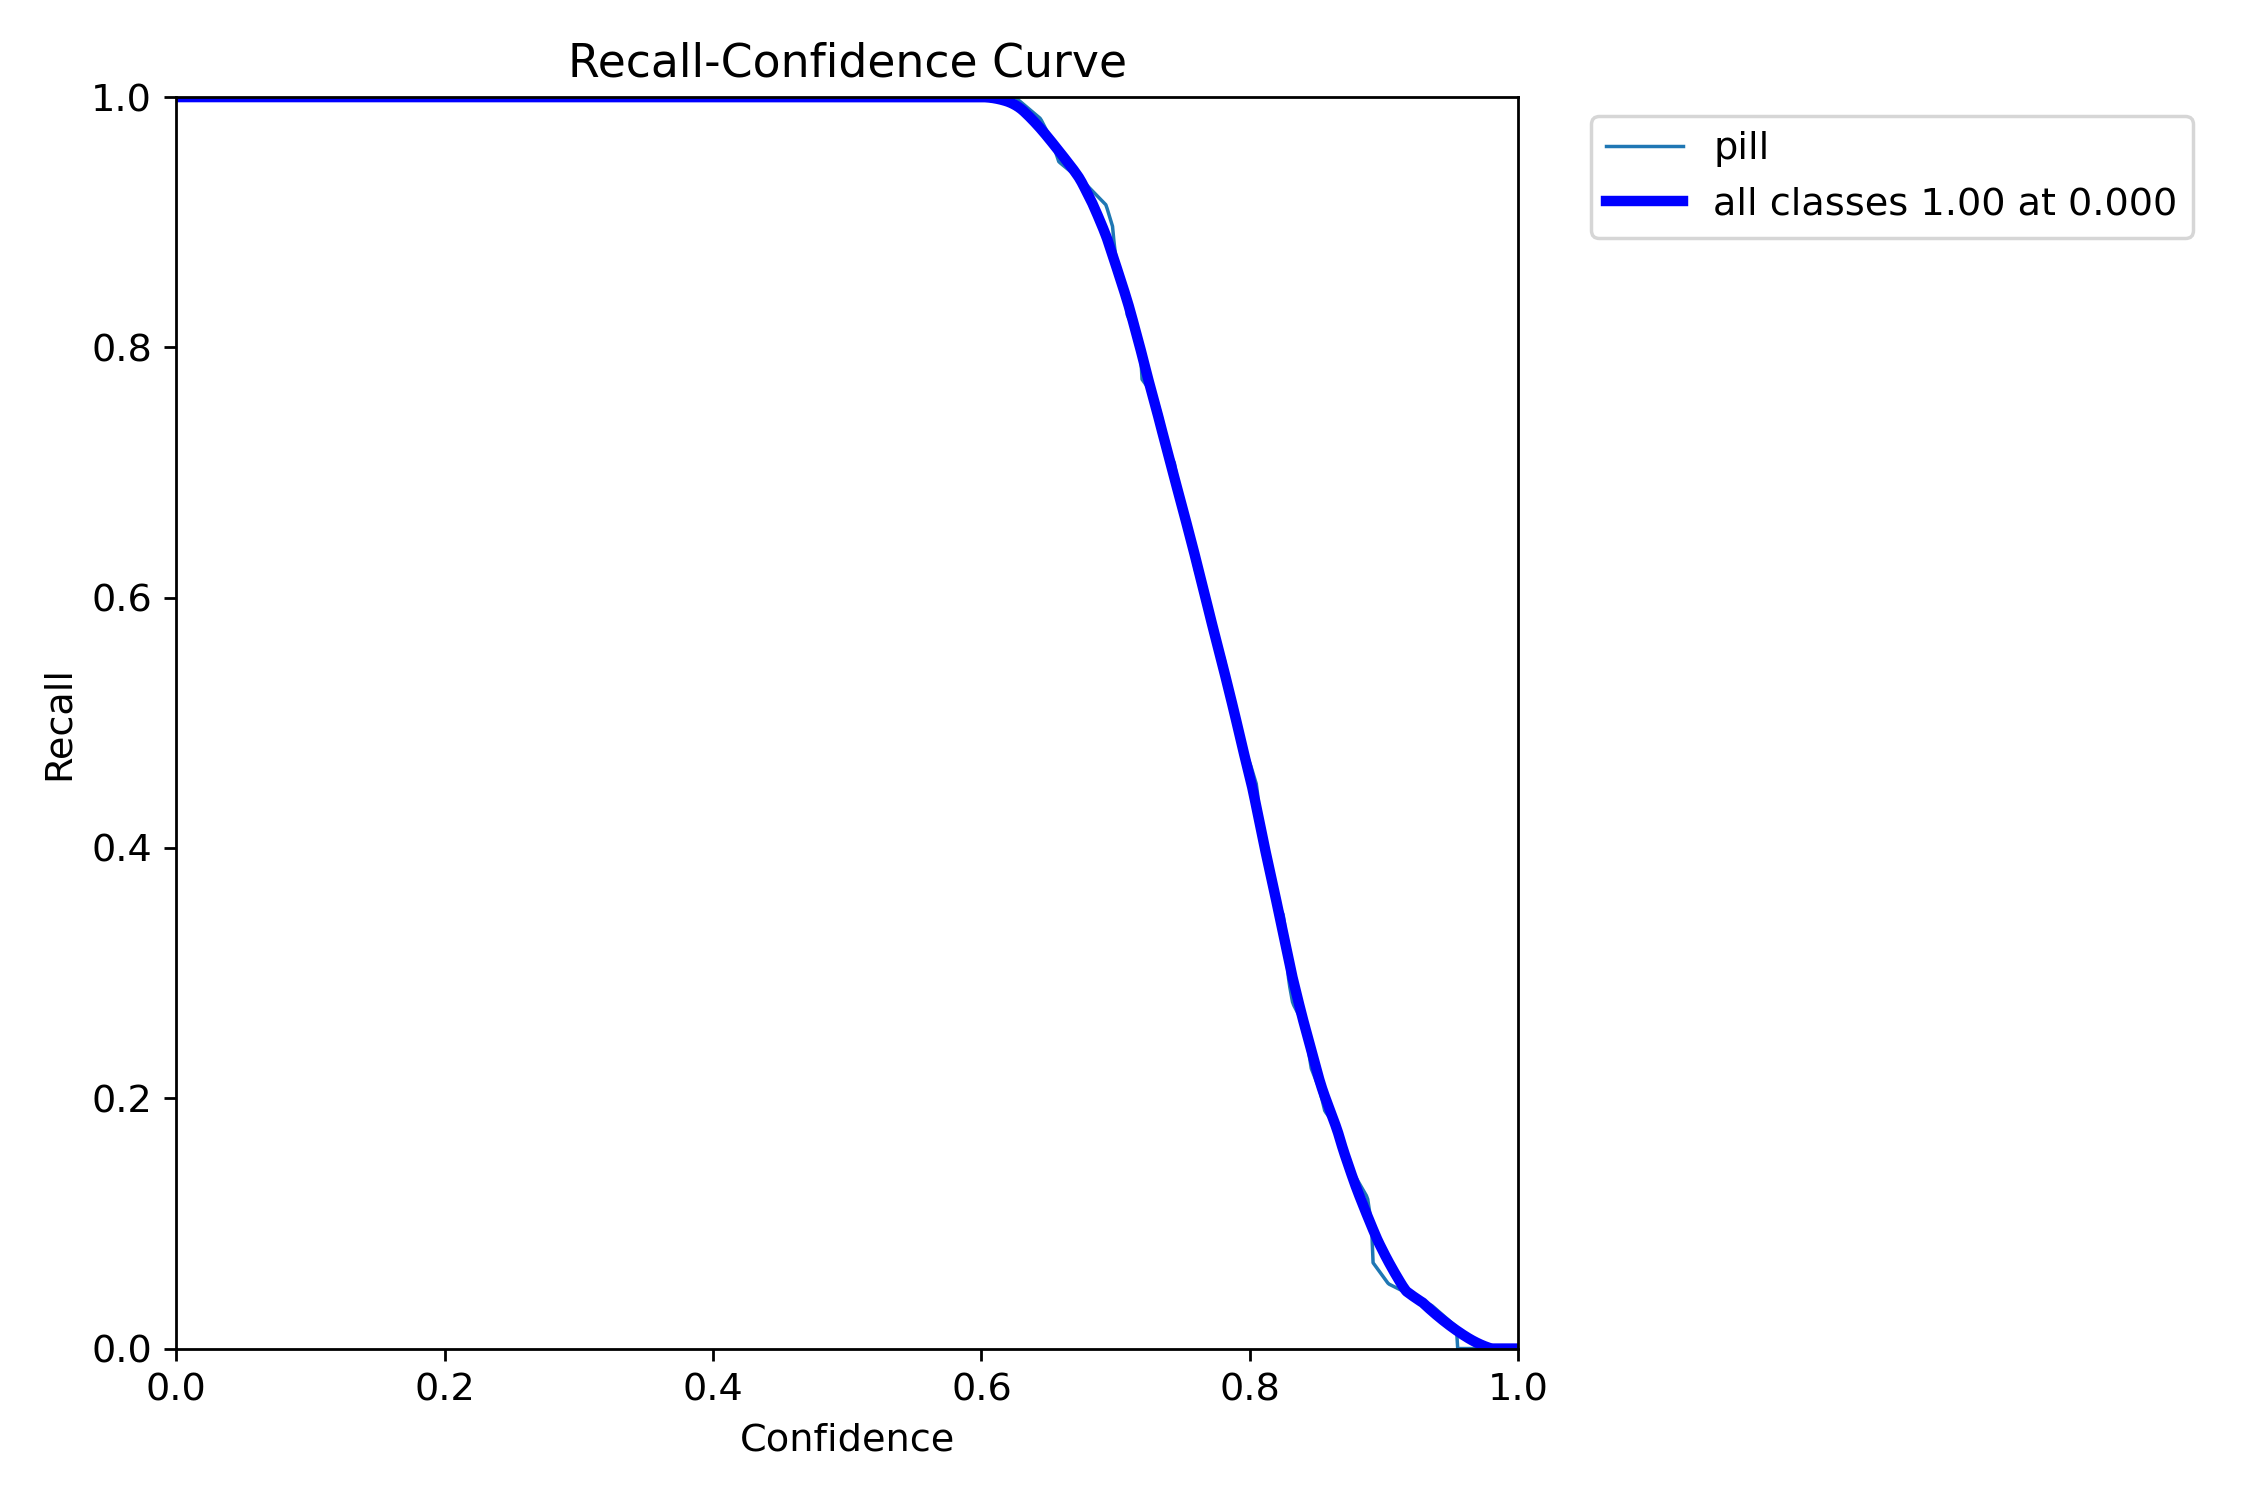 Recall-Confidence Curve
1.0
0.8
0.6
0.4
0.2
0.0
Recall
0.0 0.2 0.4 0.6 0.8 1.0
Confidence
pill
all classes 1.00 at 0.000